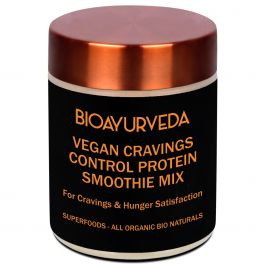 BIOAYURVEDA
VEGAN CRAVINGS
CONTROL PROTEIN
SMOOTHIE MIX
For Cravings & Hunger Satisfaction
SUPERFOODS - ALL ORGANIC BIO NATURALS